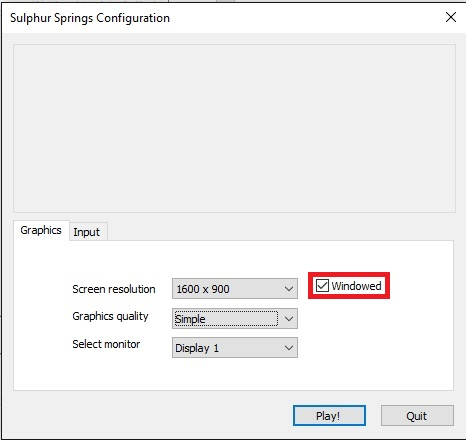 Sulphur Springs Configuration
Graphics Input
Screen resolution 1600 x 900 Windowed
Graphics quality Simple
Select monitor Display 1
Play! Quit